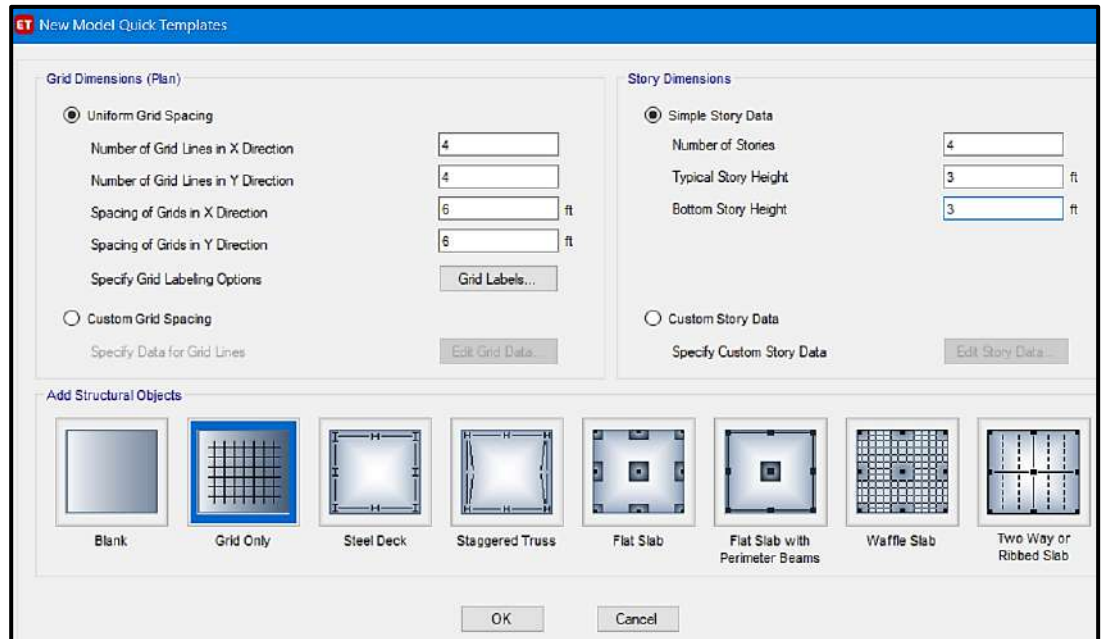 ET New Model Quick Templates
Grid Dimensions (Plan)
Uniform Grid Spacing
Number of Grid Lines in X Direction 4
Number of Grid Lines in Y Direction 4
Spacing of Grids in X Direction 6 ft
Spacing of Grids in Y Direction 6 ft
Specify Grid Labeling Options Grid Labels...
Custom Grid Spacing
Specify Data for Grid Lines Edit Grid Data...
Story Dimensions
Simple Story Data
Number of Stories 4
Typical Story Height 3 ft
Bottom Story Height 3 ft
Custom Story Data
Specify Custom Story Data Edit Story Data...
Add Structural Objects
Blank
Grid Only
Steel Deck
Staggered Truss
Flat Slab
Flat Slab with
Perimeter Beams
Waffle Slab
Two Way or
Ribbed Slab
OK Cancel